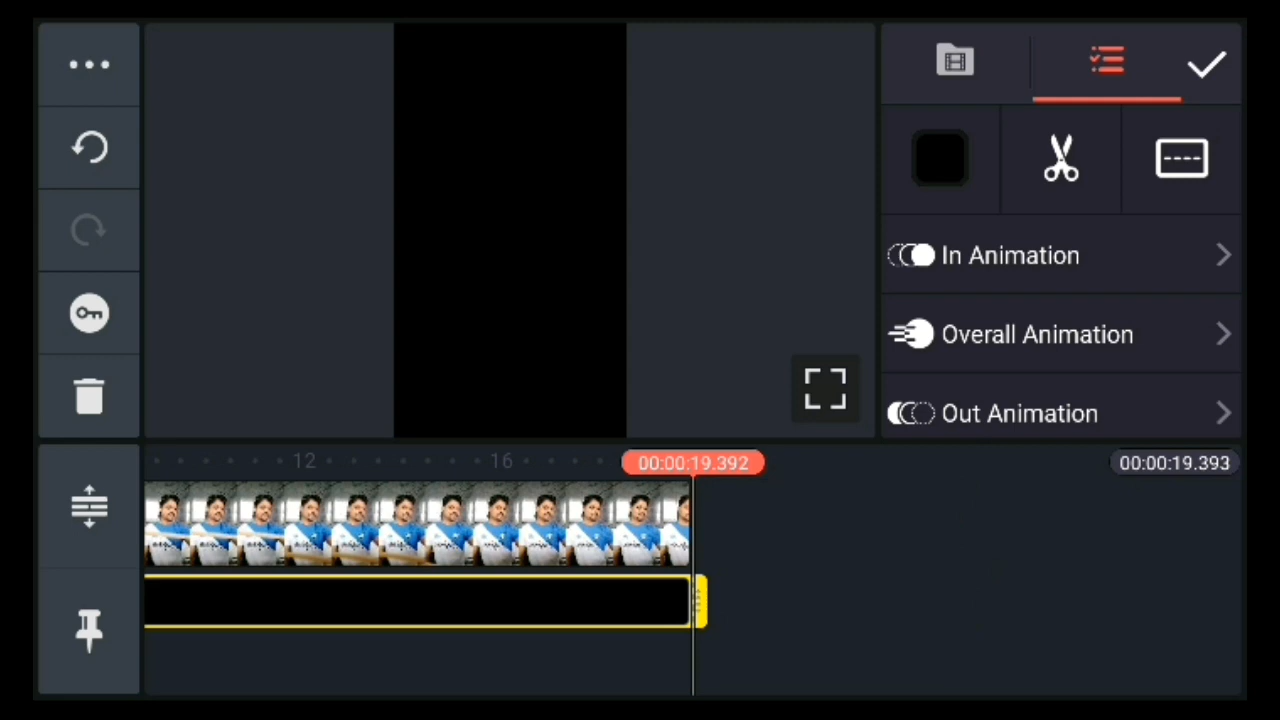 In Animation
Overall Animation
Out Animation
12
16
00:00:19.392
00:00:19.393